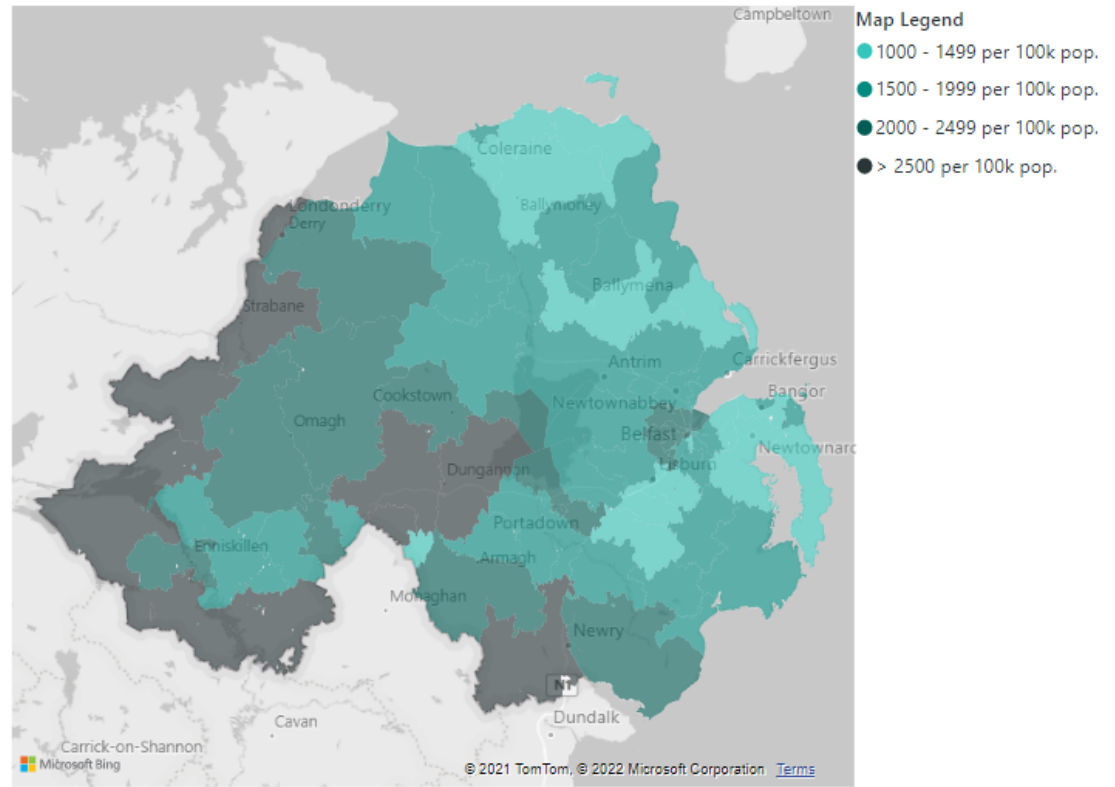 Campbeltown
Map Legend
1000 - 1499 per 100k pop.
1500 - 1999 per 100k pop.
2000 - 2499 per 100k pop.
> 2500 per 100k pop.
Coleraine
Londonderry
Derry
Ballymoney
Ballymena
Strabane
Antrim
Carrickfergus
Cookstown
Bangor
Newtownabbey
Omagh
Belfast
Newtownarc
Lisburn
Dungannon
Portadown
Enniskillen
Armagh
Monaghan
Newry
N1
Dundalk
Cavan
Carrick-on-Shannon
Microsoft Bing
© 2021 TomTom, © 2022 Microsoft Corporation Terms